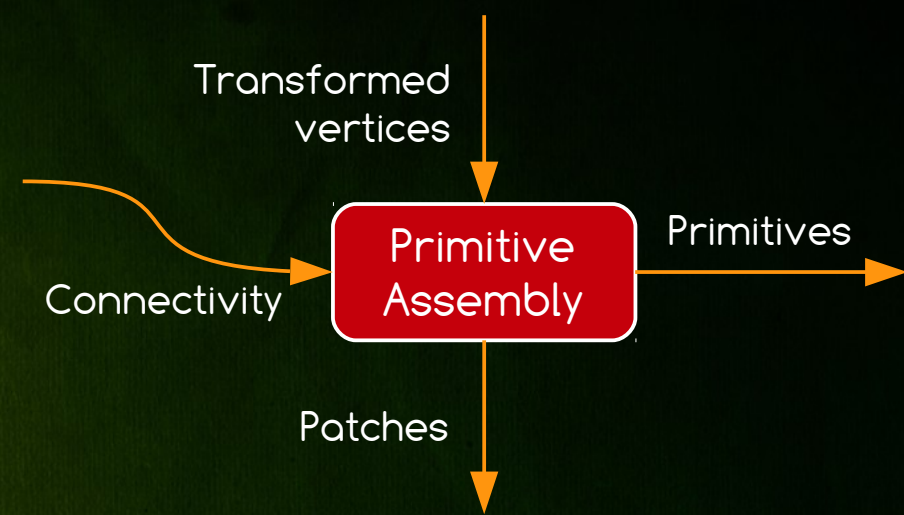 Transformed
vertices
Primitives
Primitive
Assembly
Connectivity
Patches